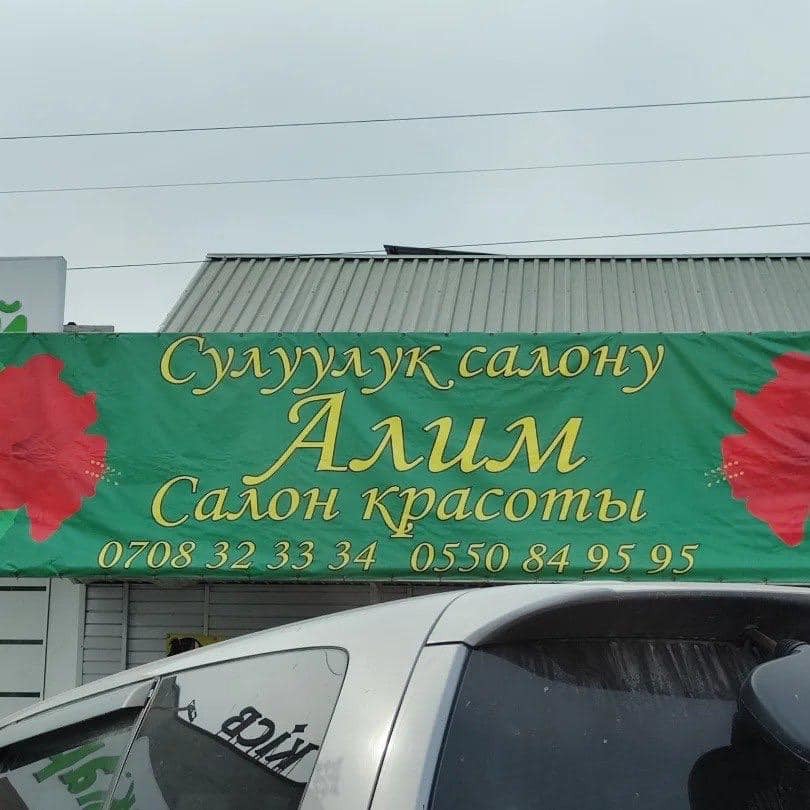 Сулуулук салону
Алим
Салон красоты
0708 32 33 34 0550 84 95 95